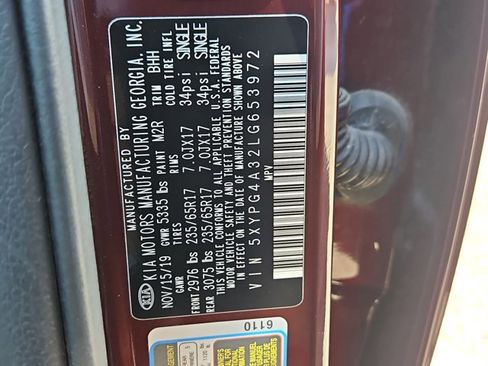 MANUFACTURED BY
KIA KIA MOTORS MANUFACTURING GEORGIA, INC.
NOV/15/19 GVWR 5335 lbs PAINT M2R TRIM BHH
GAWR TIRES RIMS COLD TIRE INFL
FRONT 2976 lbs 235/65R17 7.0JX17 34psi SINGLE
REAR 3075 lbs 235/65R17 7.0JX17 34psi SINGLE
THIS VEHICLE CONFORMS TO ALL APPLICABLE U.S.A. FEDERAL
MOTOR VEHICLE SAFETY AND THEFT PREVENTION STANDARDS
IN EFFECT ON THE DATE OF MANUFACTURE SHOWN ABOVE
VIN 5XYPG4A32LG653972
MPV
6110